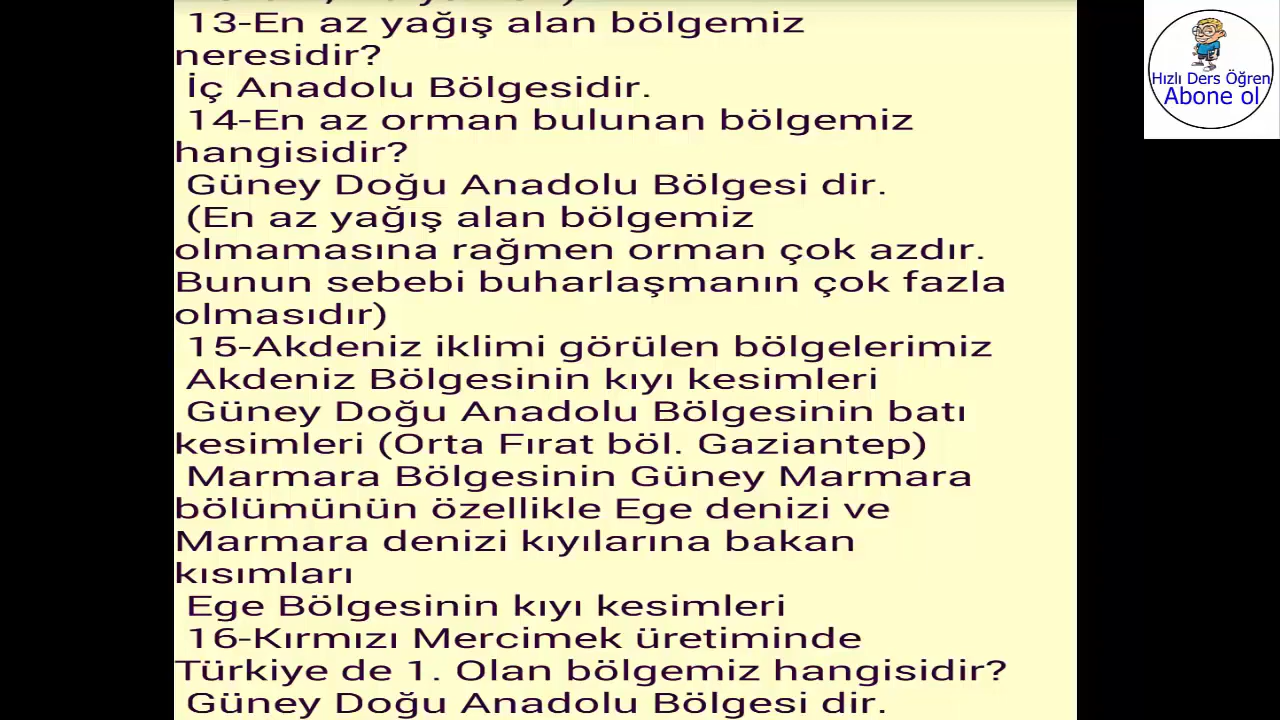 13-En az yağış alan bölgemiz
neresidir?
İç Anadolu Bölgesidir.
14-En az orman bulunan bölgemiz
hangisidir?
Güney Doğu Anadolu Bölgesi dir.
(En az yağış alan bölgemiz
olmamasına rağmen orman çok azdır.
Bunun sebebi buharlaşmanın çok fazla
olmasıdır)
15-Akdeniz iklimi görülen bölgelerimiz
Akdeniz Bölgesinin kıyı kesimleri
Güney Doğu Anadolu Bölgesinin batı
kesimleri (Orta Fırat böl. Gaziantep)
Marmara Bölgesinin Güney Marmara
bölümünün özellikle Ege denizi ve
Marmara denizi kıyılarına bakan
kısımları
Ege Bölgesinin kıyı kesimleri
16-Kırmızı Mercimek üretiminde
Türkiye de 1. Olan bölgemiz hangisidir?
Güney Doğu Anadolu Bölgesi dir.
Hızlı Ders Öğren
Abone ol